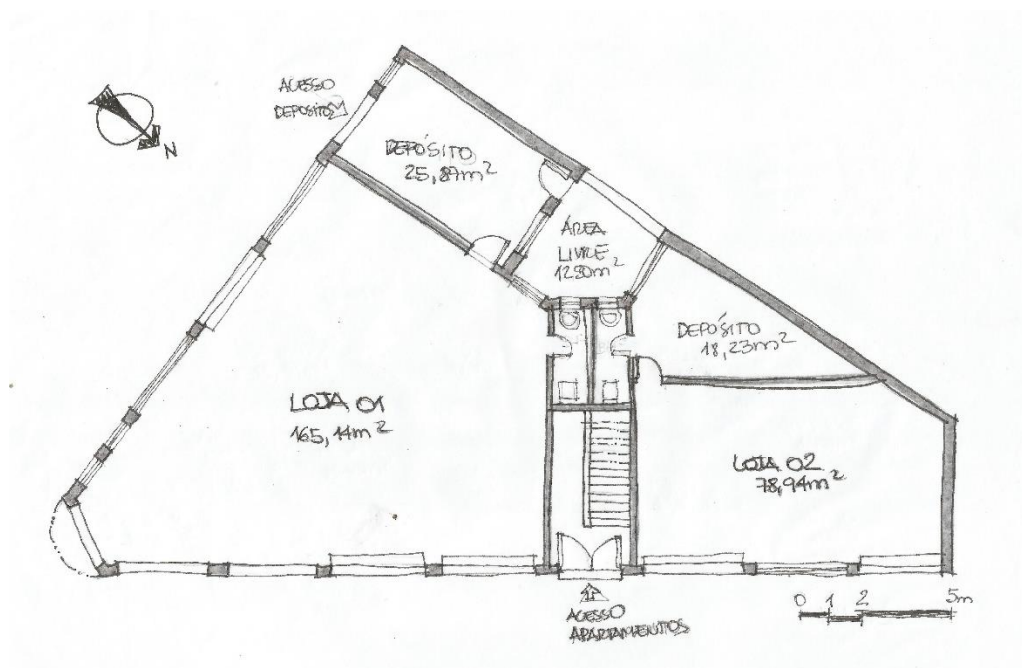 ACESSO
DEPÓSITO
N
DEPÓSITO
25,87m²
ÁREA
LIVRE
12,90m²
DEPÓSITO
18,23m²
LOJA 01
165,14m²
LOJA 02
78,94m²
0 1 2 5m
ACESSO
APARTAMENTOS